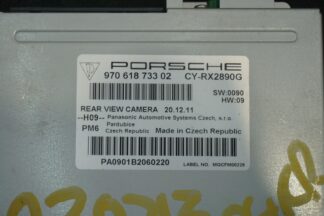 PORSCHE
970 618 733 02 CY-RX2890G
SW:0090
HW:09
REAR VIEW CAMERA 20.12.11
--H09-- Panasonic Automotive Systems Czech, s.r.o.
Pardubice
PM6 Czech Republic Made in Czech Republic
PA0901B2060220 LABEL NO. MGCFM00229